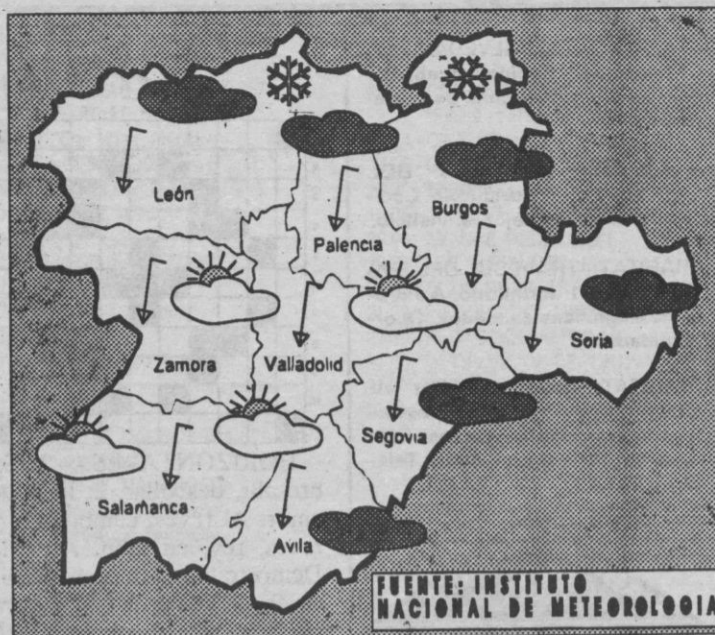 León
Burgos
Palencia
Soria
Zamora
Valladolid
Segovia
Salamanca
Avila
FUENTE: INSTITUTO
NACIONAL DE METEOROLOGIA